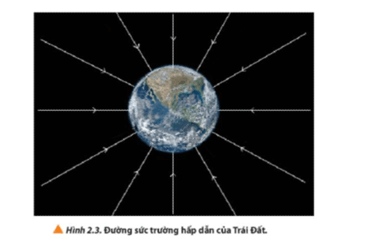 Hình 2.3. Đường sức trường hấp dẫn của Trái Đất.